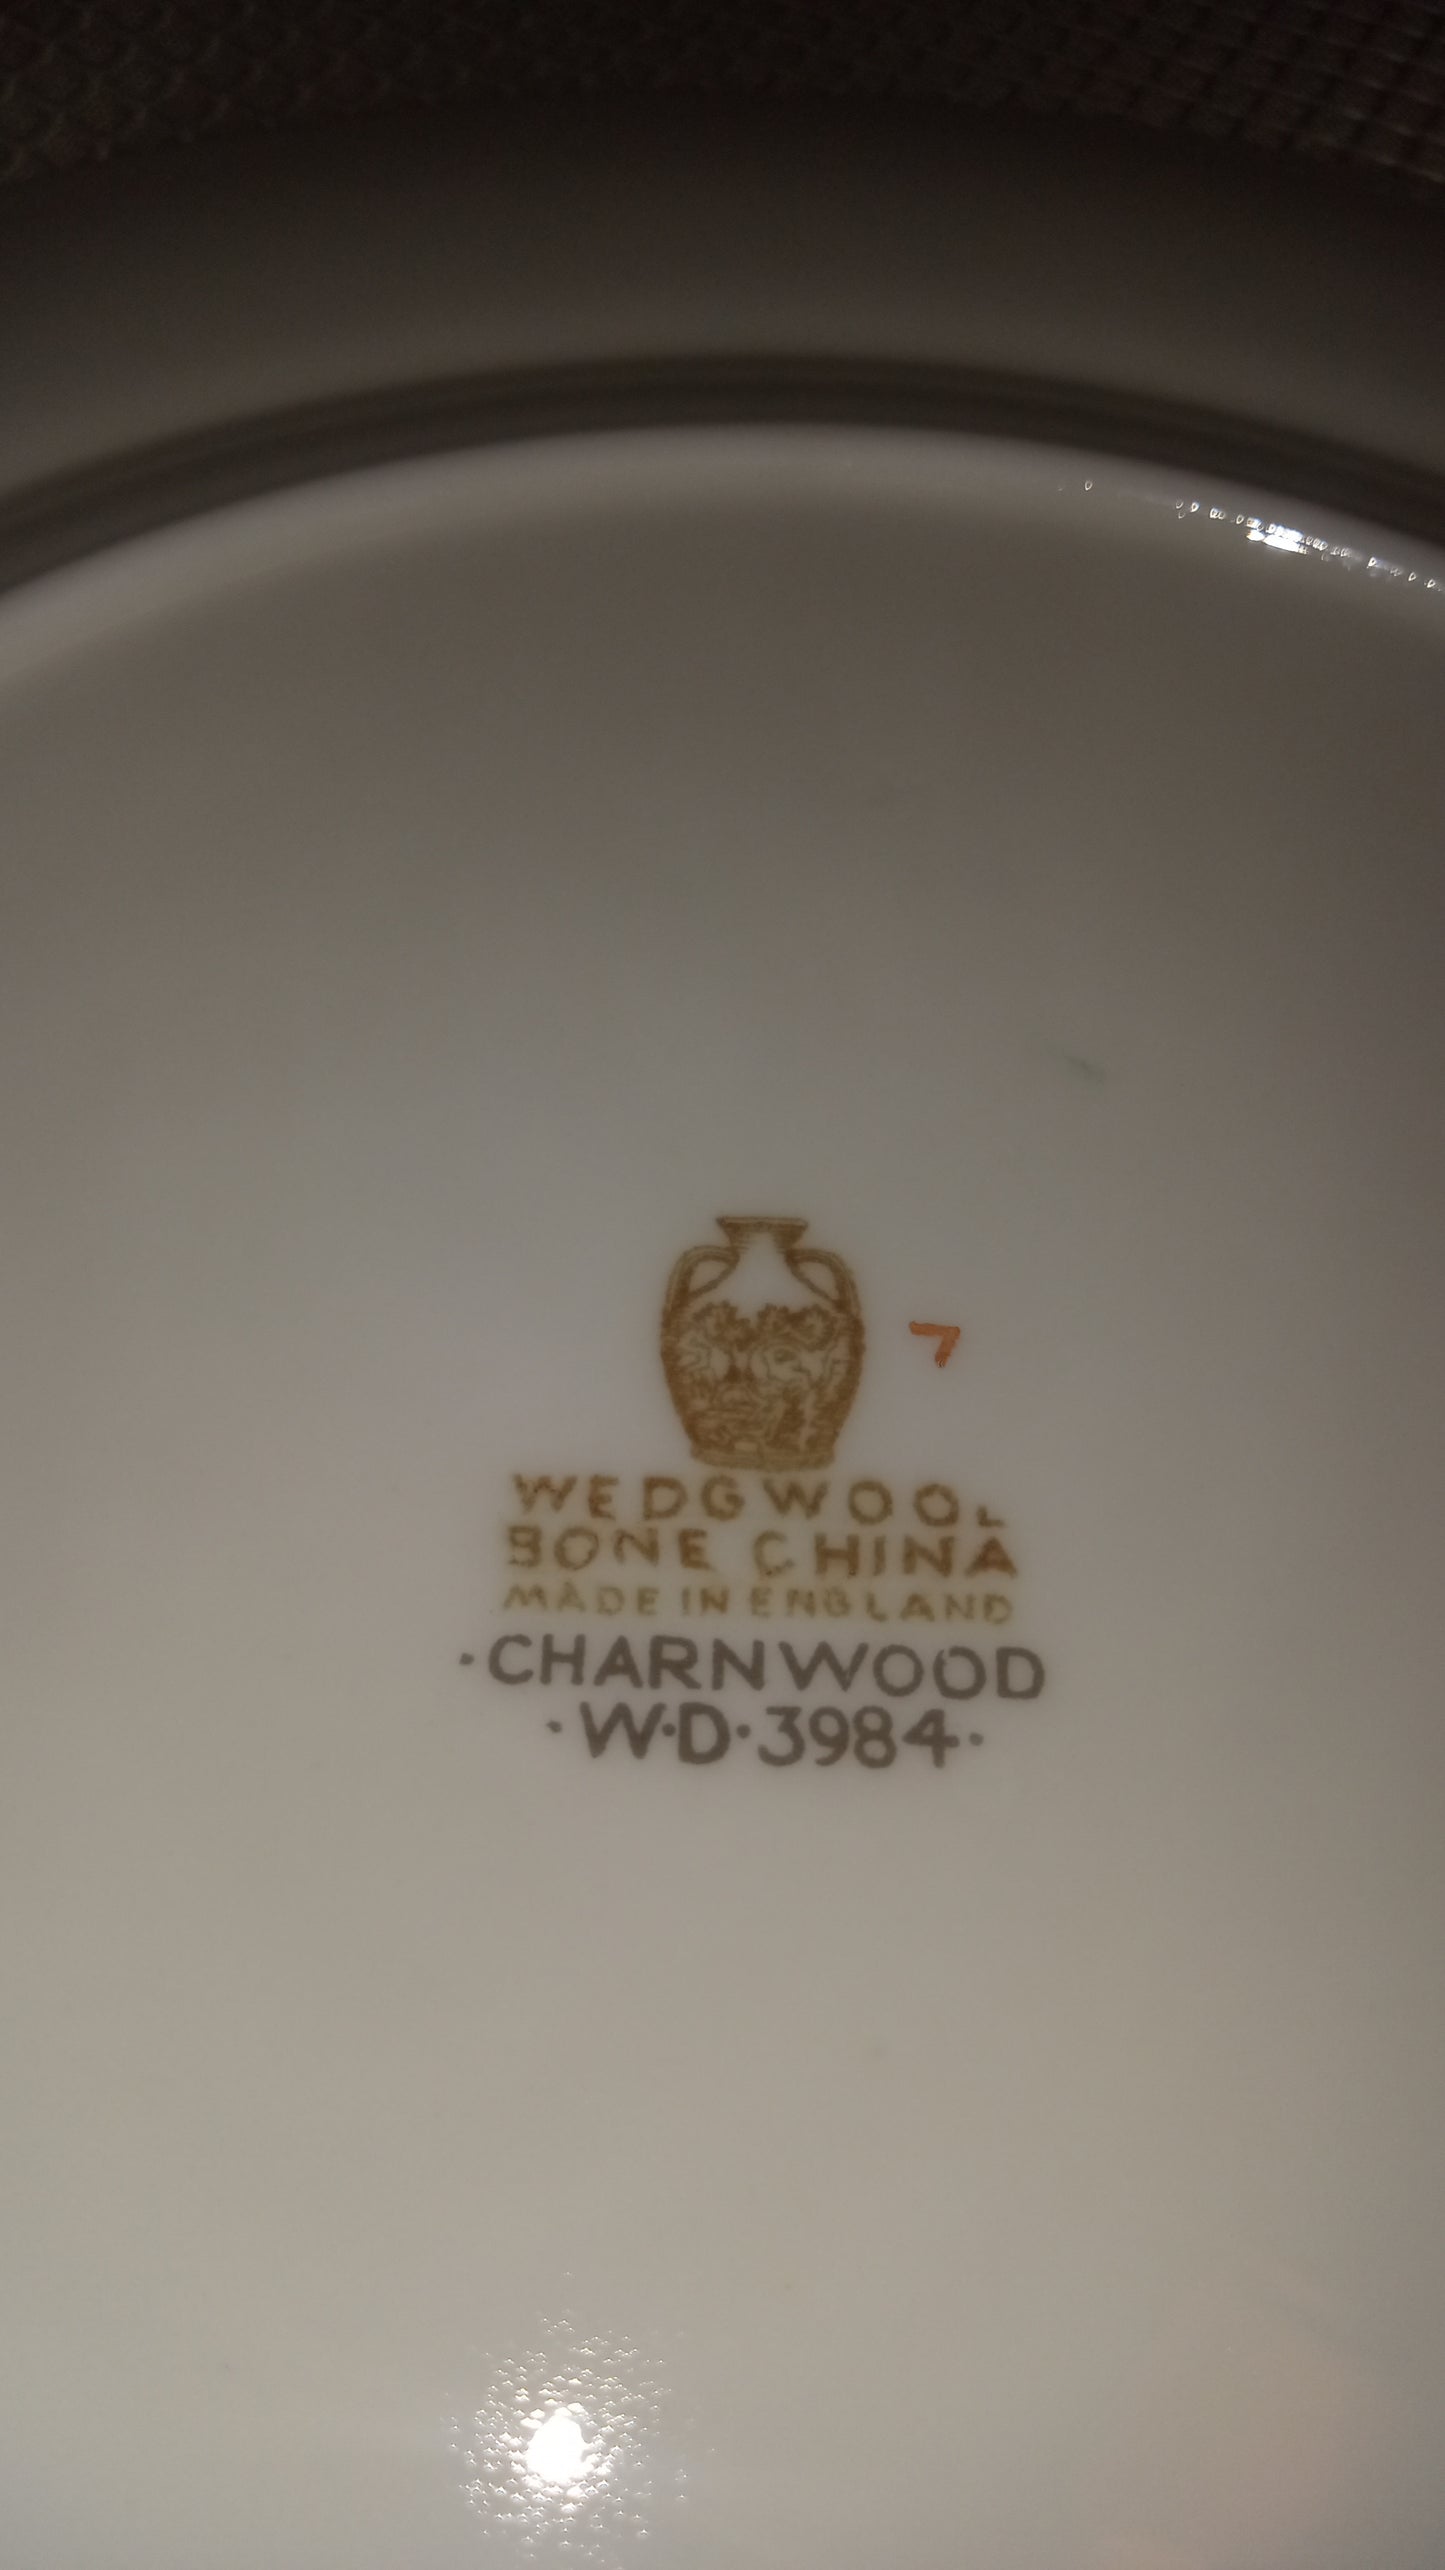 7
WEDGWOOD
BONE CHINA
MADE IN ENGLAND
·CHARNWOOD
·W·D·3984·